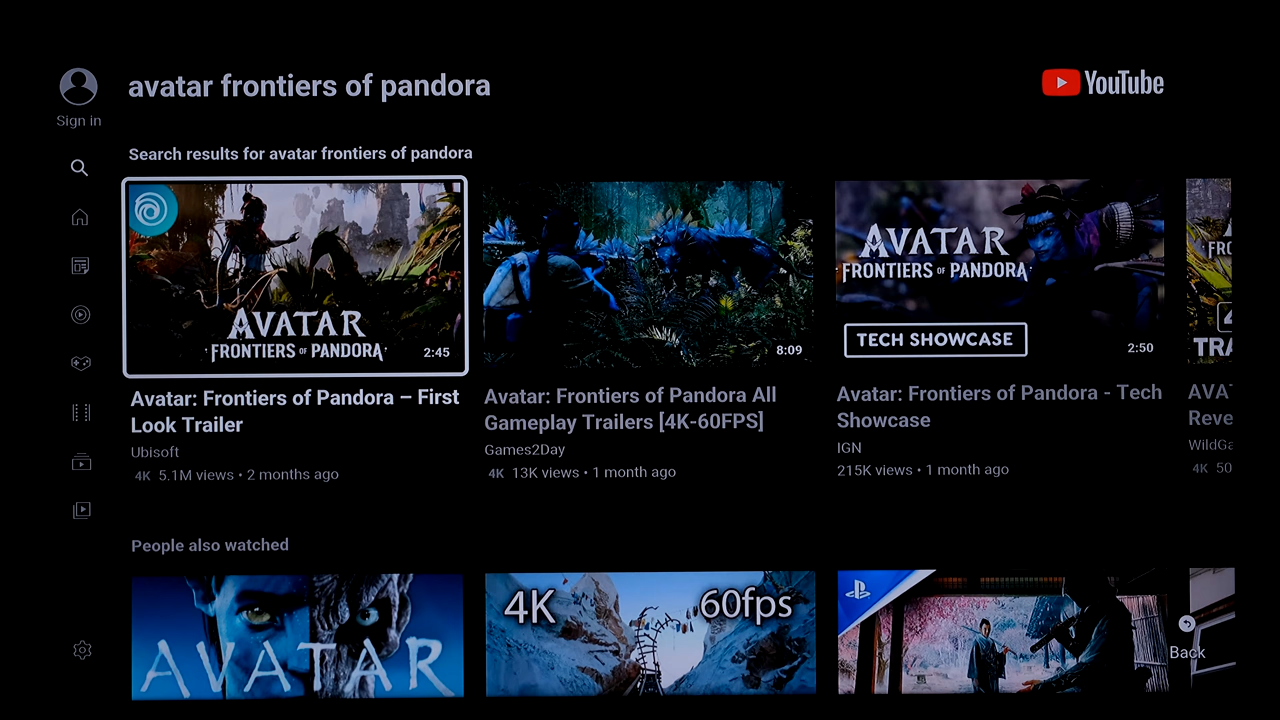 avatar frontiers of pandora
YouTube
Sign in
Search results for avatar frontiers of pandora
AVATAR
FRONTIERS OF PANDORA
2:45
8:09
AVATAR
FRONTIERS OF PANDORA
TECH SHOWCASE
2:50
Avatar: Frontiers of Pandora – First
Look Trailer
Ubisoft
4K 5.1M views • 2 months ago
Avatar: Frontiers of Pandora All
Gameplay Trailers [4K-60FPS]
Games2Day
4K 13K views • 1 month ago
Avatar: Frontiers of Pandora - Tech
Showcase
IGN
215K views • 1 month ago
4K 50
People also watched
AVATAR
4K 60fps
Back